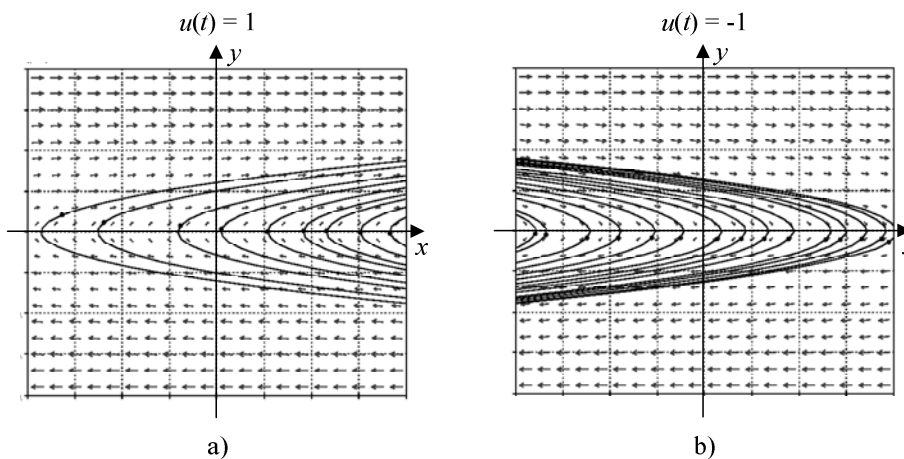 u(t) = 1
y
x
a)
u(t) = -1
y
b)